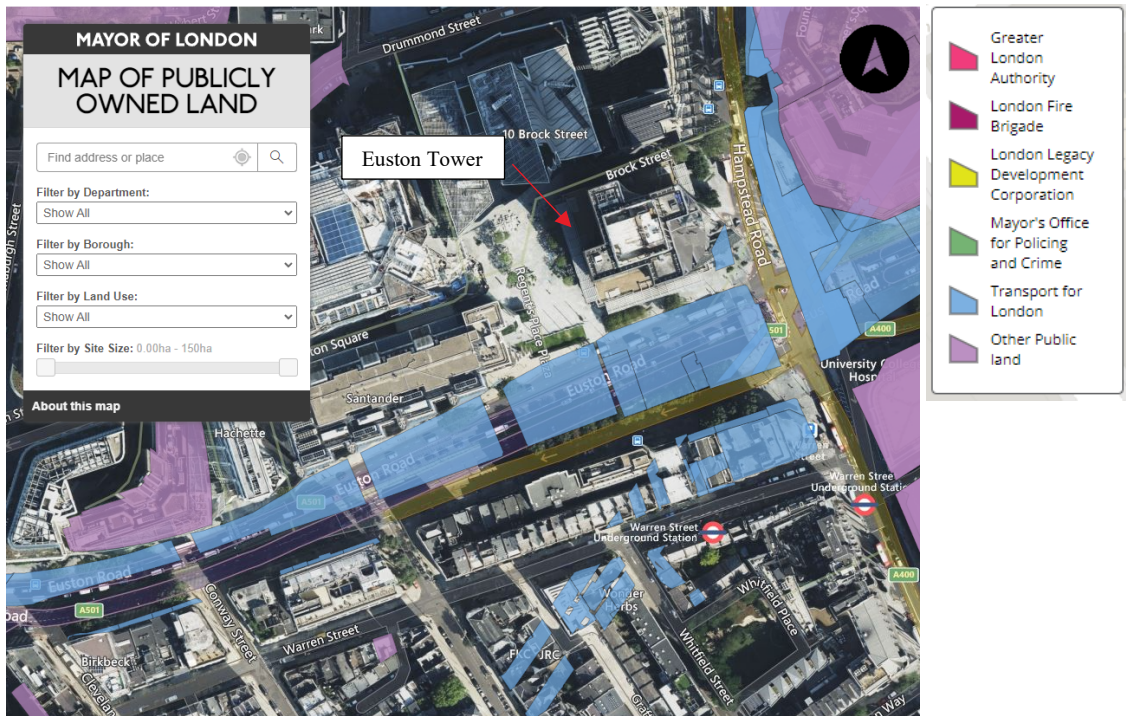 MAYOR OF LONDON
MAP OF PUBLICLY
OWNED LAND
Find address or place
Filter by Department:
Show All
Filter by Borough:
Show All
Filter by Land Use:
Show All
Filter by Site Size: 0.00ha - 150ha
About this map
Drummond Street
10 Brock Street
Euston Tower
Brock Street
Hampstead Road
Regent's Place Plaza
Santander
Hachette
Euston Road
Euston
Euston Road
Road
501
A400
A501
A501
University
Hosp
Warren Street
Underground Station
Warren Stree
Underground Static
A400
Conway Street
Warren Street
Birkbeck
Wonder
Herbs
Whitfield Place
Whitfield Street
Greater
London
Authority
London Fire
Brigade
London Legacy
Development
Corporation
Mayor's Office
for Policing
and Crime
Transport for
London
Other Public
land